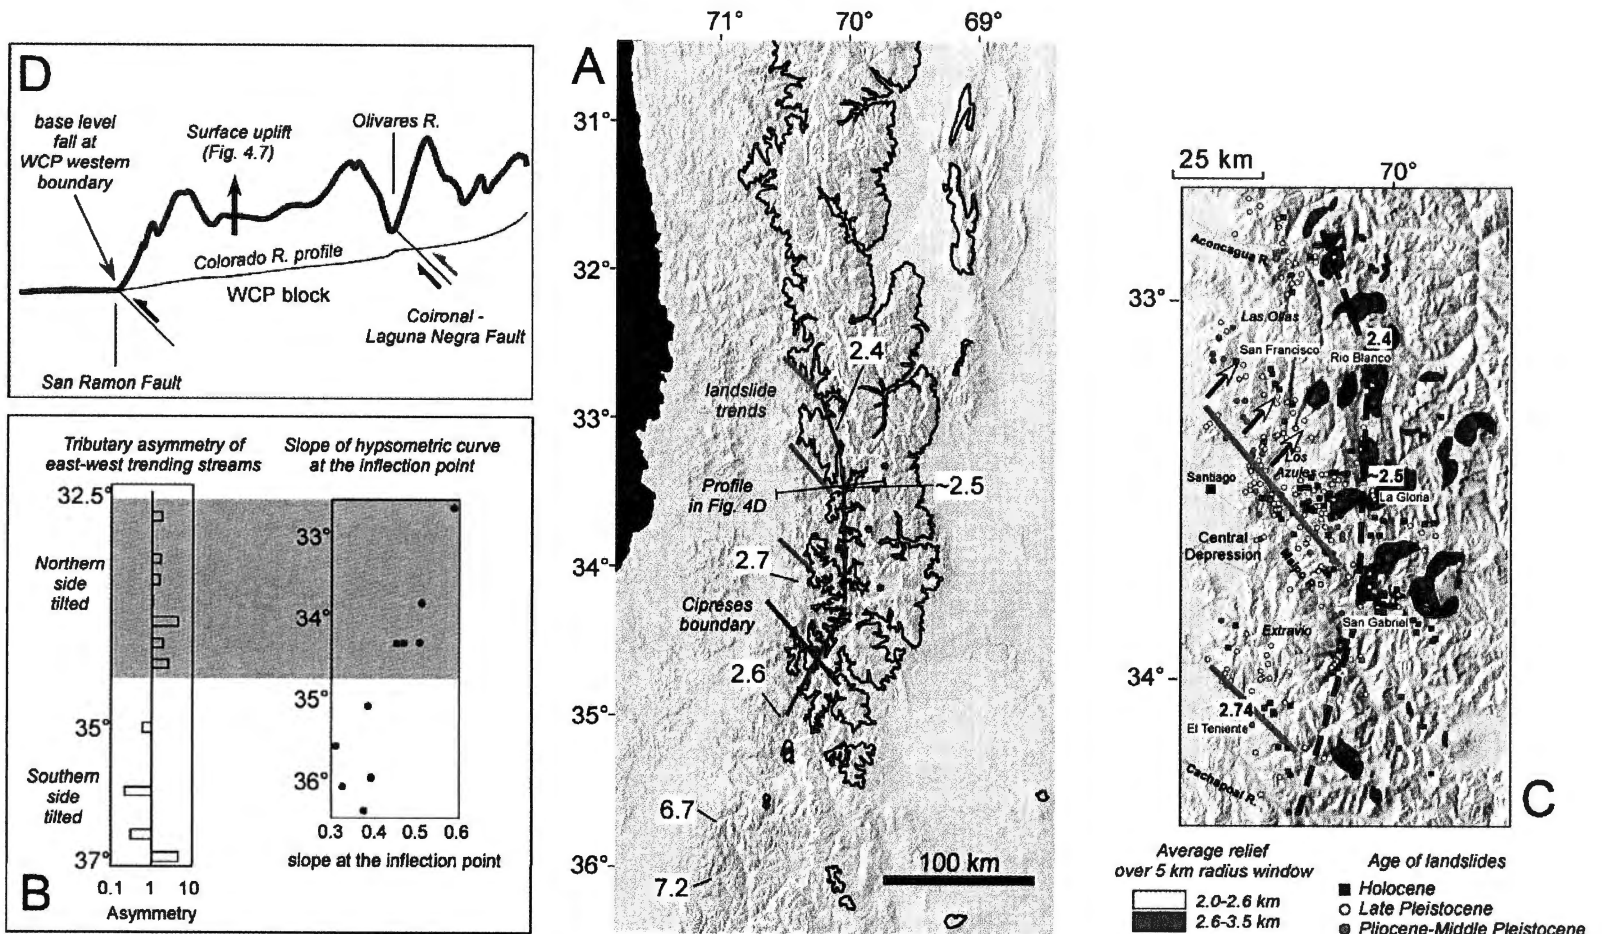 D
base level
fall at
WCP western
boundary
Surface uplift
(Fig. 4.7)
Olivares R.
Colorado R. profile
WCP block
Coironal -
Laguna Negra Fault
San Ramon Fault
Tributary asymmetry of
east-west trending streams
Slope of hypsometric curve
at the inflection point
32.5°
Northern
side
tilted
35°
Southern
side
tilted
37°
0.1 1 10
Asymmetry
33°
34°
35°
36°
0.3 0.4 0.5 0.6
slope at the inflection point
B
71° 70° 69°
A
31°
32°
33°
34°
35°
36°
2.4
landslide
trends
Profile
in Fig. 4D
~2.5
2.7
Cipreses
boundary
2.6
6.7
7.2
100 km
25 km
70°
33°
34°
Aconcagua R.
Las Ollas
San Francisco
Rio Blanco
2.4
Los
Azules
~2.5
La Gloria
Santiago
Central
Depression
Maipo
San Gabriel
Extravio
2.74
El Teniente
Cachapoal R.
C
Average relief
over 5 km radius window
2.0-2.6 km
2.6-3.5 km
Age of landslides
Holocene
Late Pleistocene
Pliocene-Middle Pleistocene